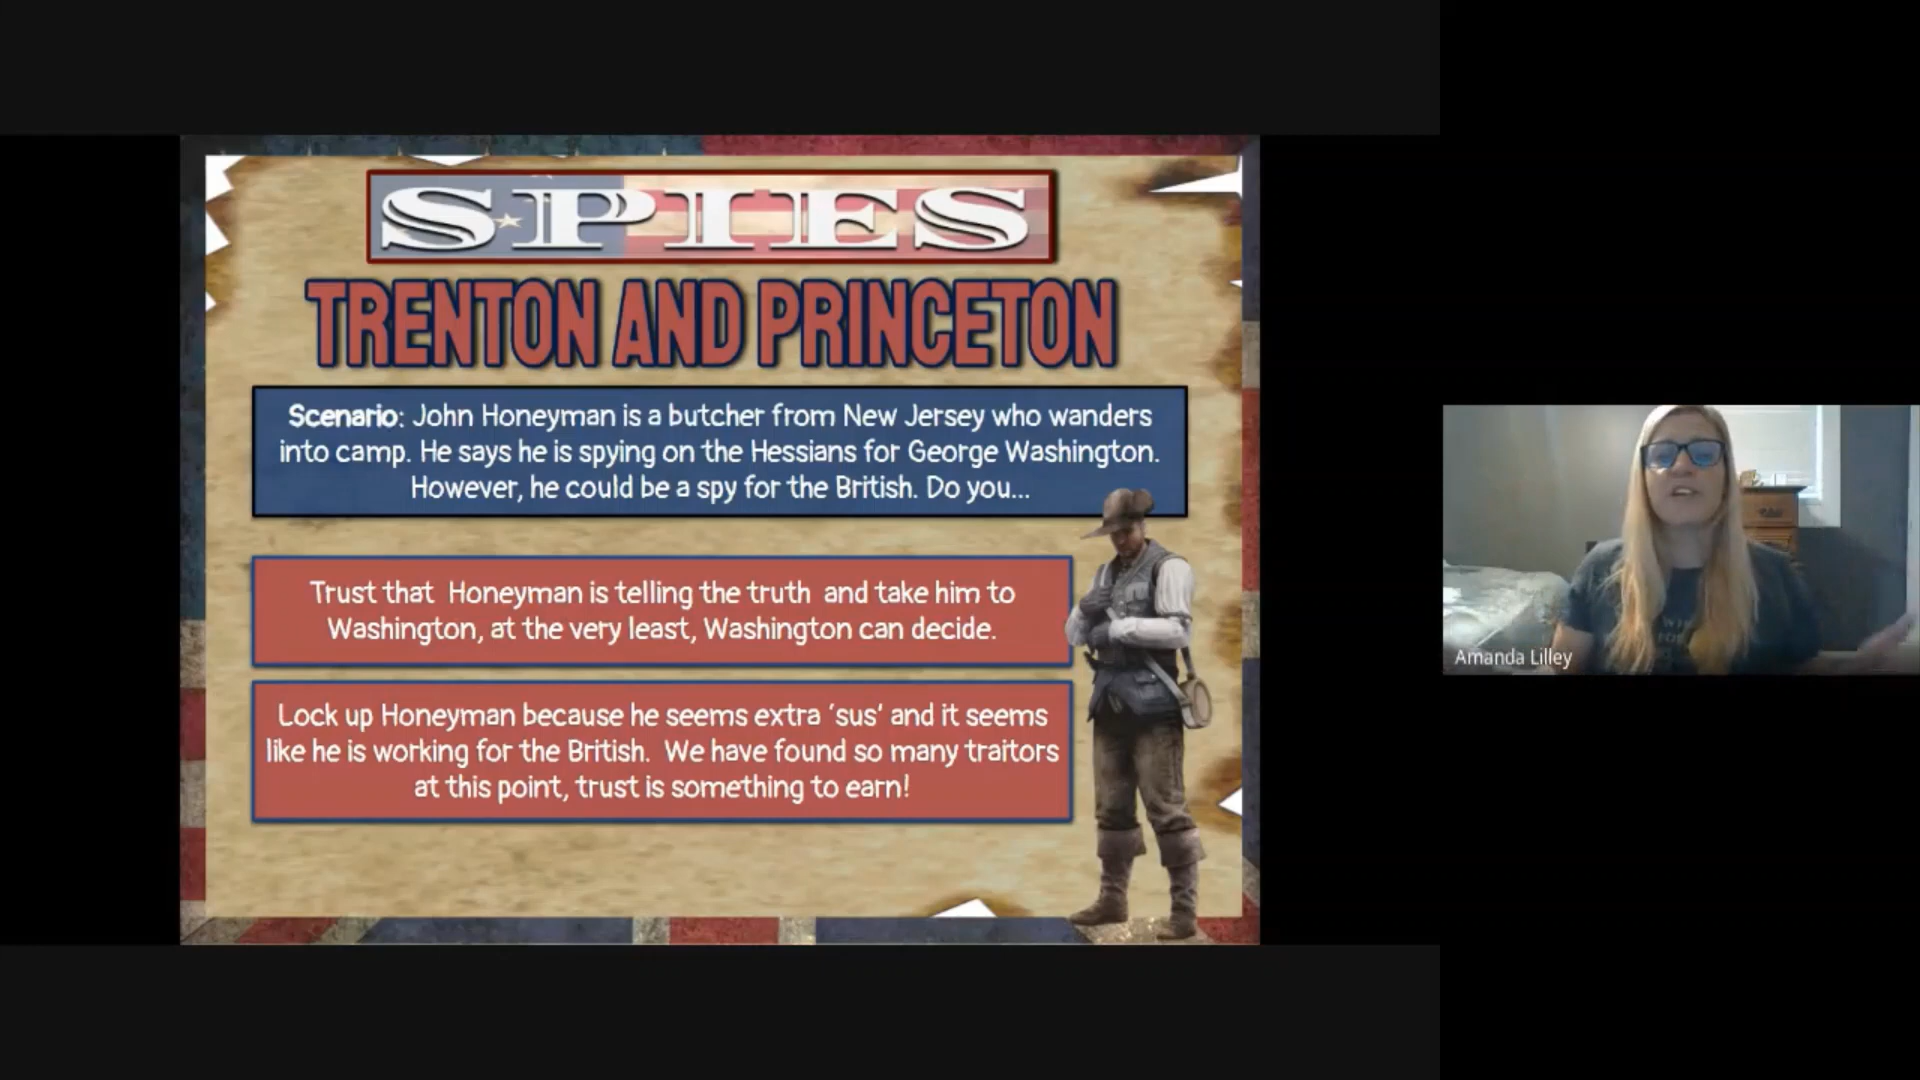 SPIES
TRENTON AND PRINCETON
Scenario: John Honeyman is a butcher from New Jersey who wanders
into camp. He says he is spying on the Hessians for George Washington.
However, he could be a spy for the British. Do you...
Trust that Honeyman is telling the truth and take him to
Washington, at the very least, Washington can decide.
Lock up Honeyman because he seems extra ‘sus’ and it seems
like he is working for the British. We have found so many traitors
at this point, trust is something to earn!
Amanda Lilley